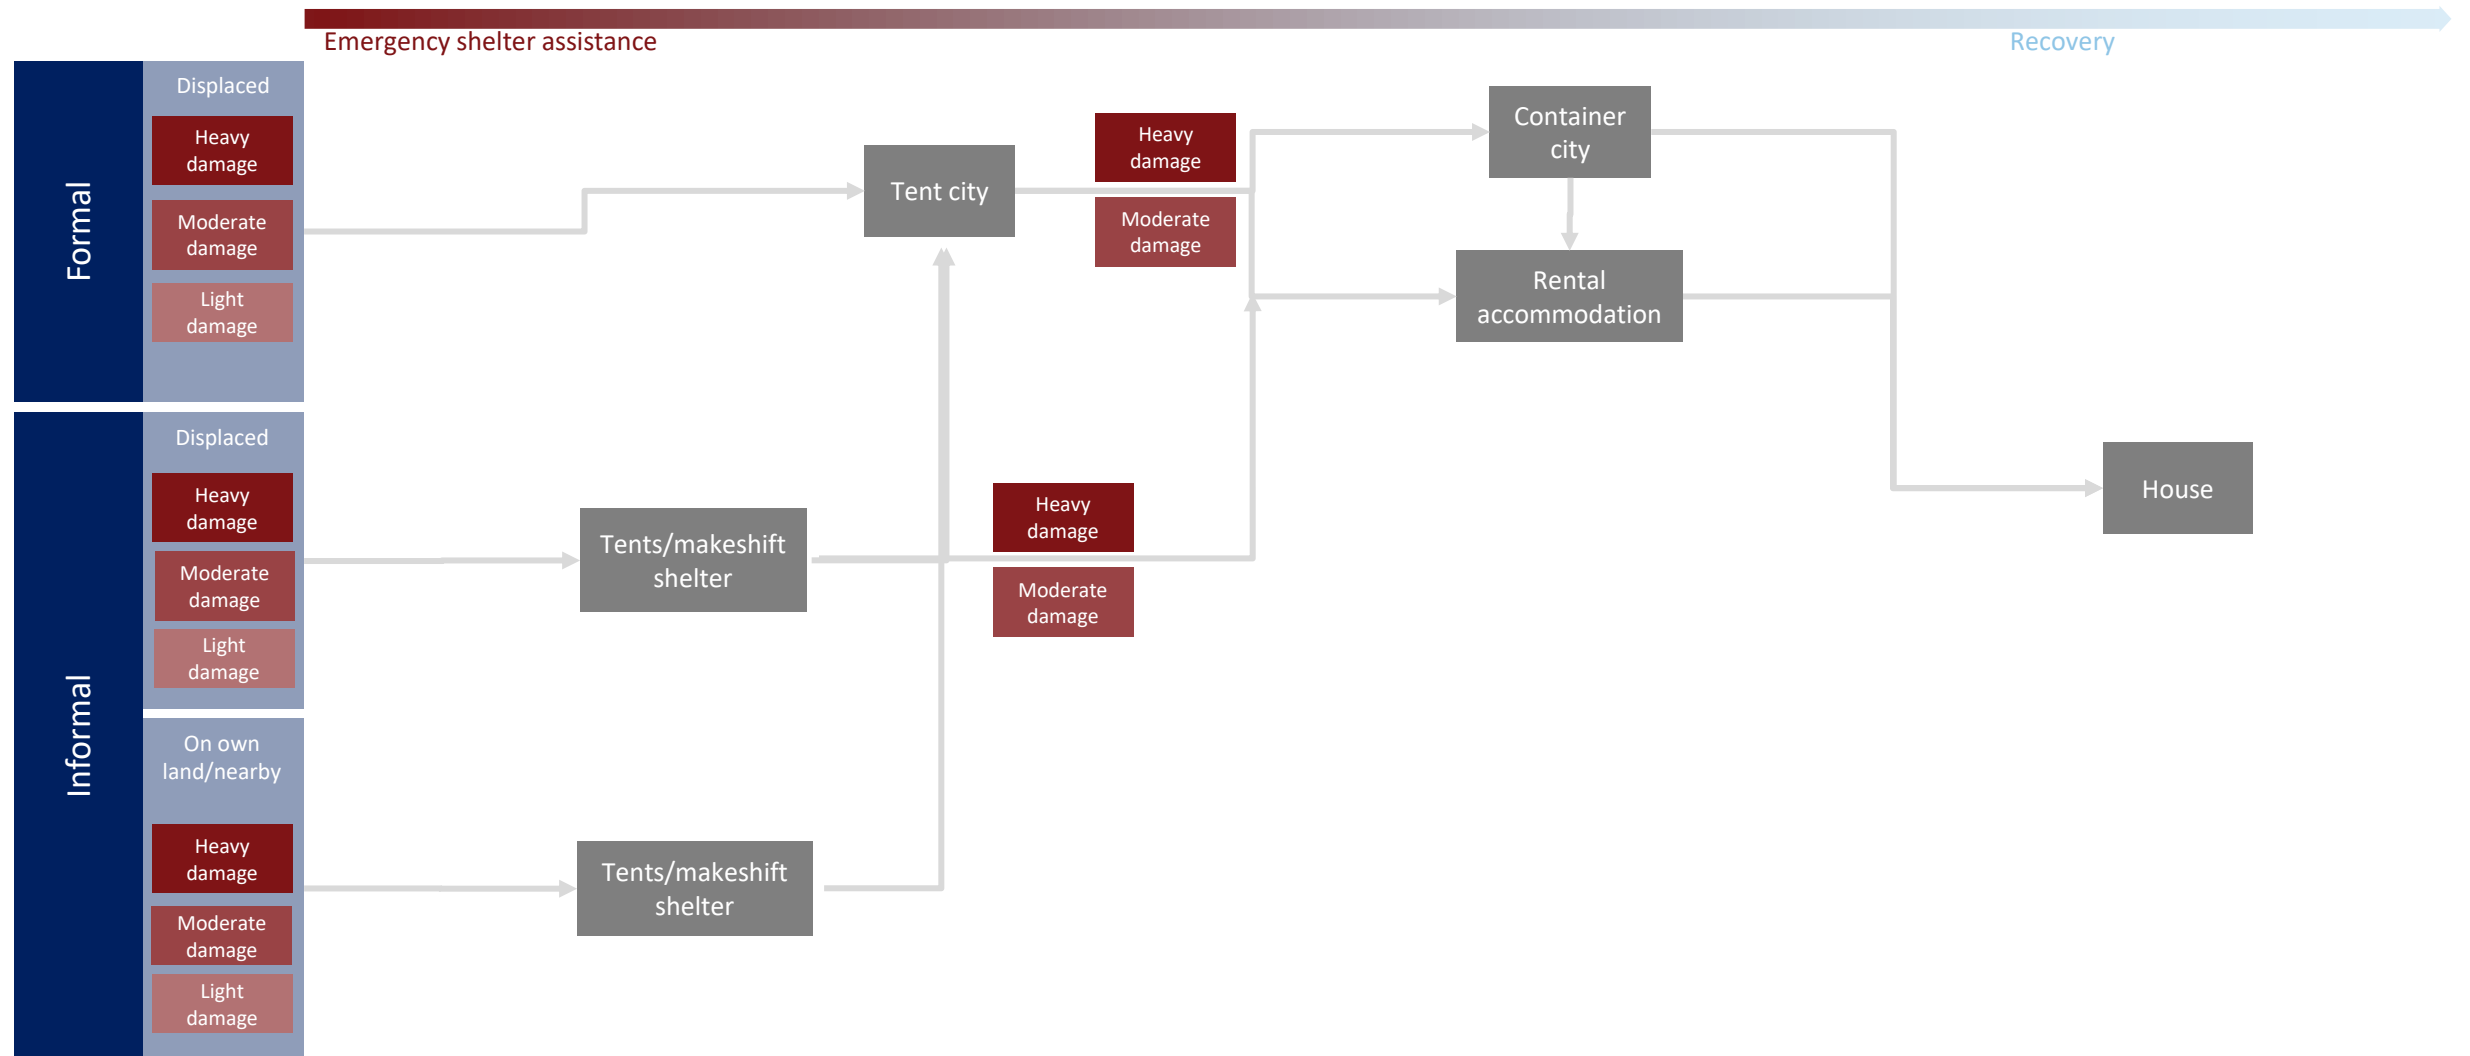 Emergency shelter assistance
Recovery
Formal
Displaced
Heavy
damage
Moderate
damage
Light
damage
Tent city
Heavy
damage
Moderate
damage
Container
city
Rental
accommodation
Informal
Displaced
Heavy
damage
Moderate
damage
Light
damage
Tents/makeshift
shelter
Heavy
damage
Moderate
damage
House
On own
land/nearby
Heavy
damage
Moderate
damage
Light
damage
Tents/makeshift
shelter